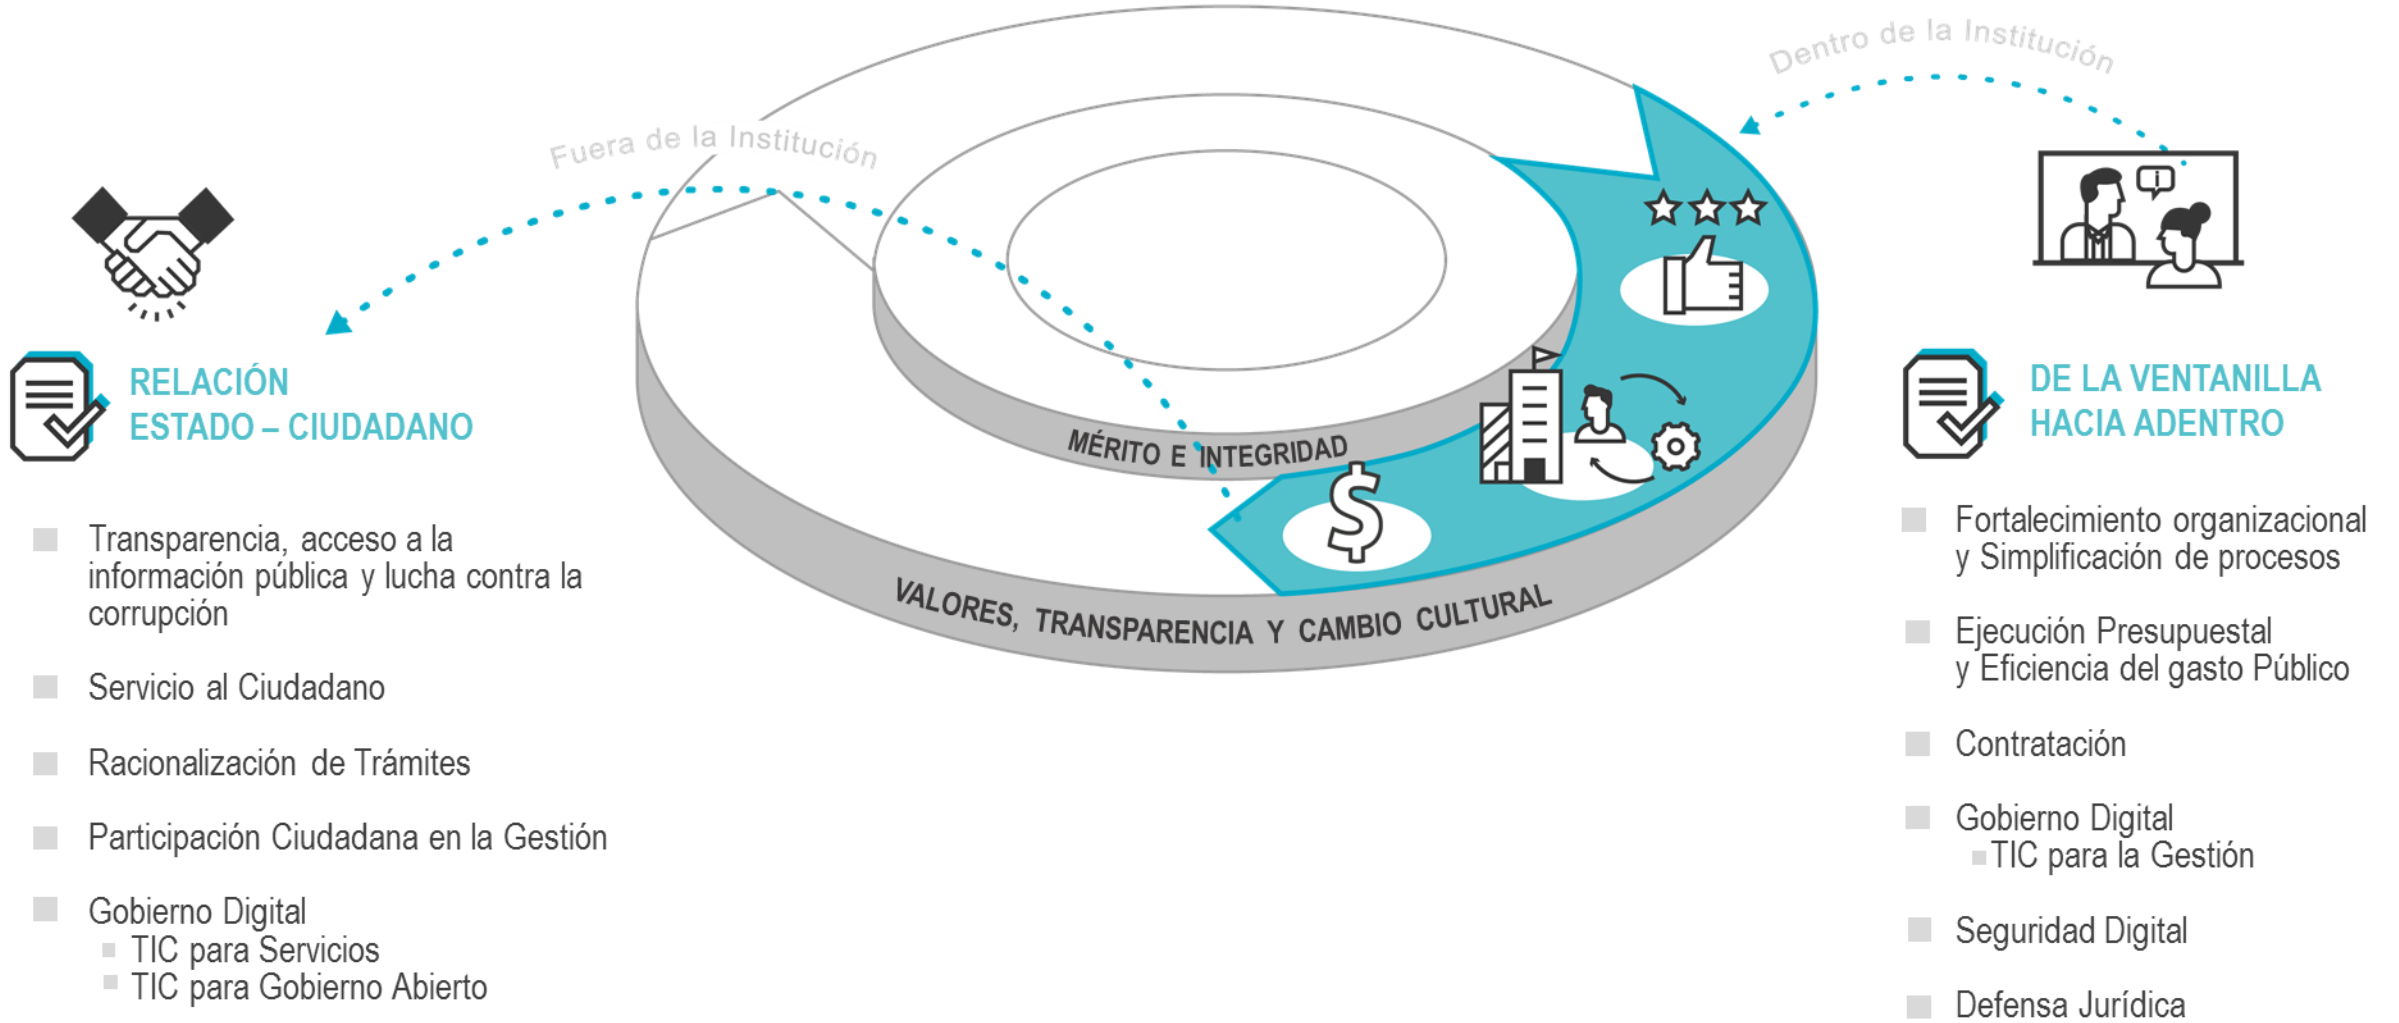 Dentro de la Institución
Fuera de la Institución
i
RELACIÓN
ESTADO – CIUDADANO
Transparencia, acceso a la
información pública y lucha contra la
corrupción
Servicio al Ciudadano
Racionalización de Trámites
Participación Ciudadana en la Gestión
Gobierno Digital
TIC para Servicios
TIC para Gobierno Abierto
MÉRITO E INTEGRIDAD
$
VALORES, TRANSPARENCIA Y CAMBIO CULTURAL
DE LA VENTANILLA
HACIA ADENTRO
Fortalecimiento organizacional
y Simplificación de procesos
Ejecución Presupuestal
y Eficiencia del gasto Público
Contratación
Gobierno Digital
TIC para la Gestión
Seguridad Digital
Defensa Jurídica